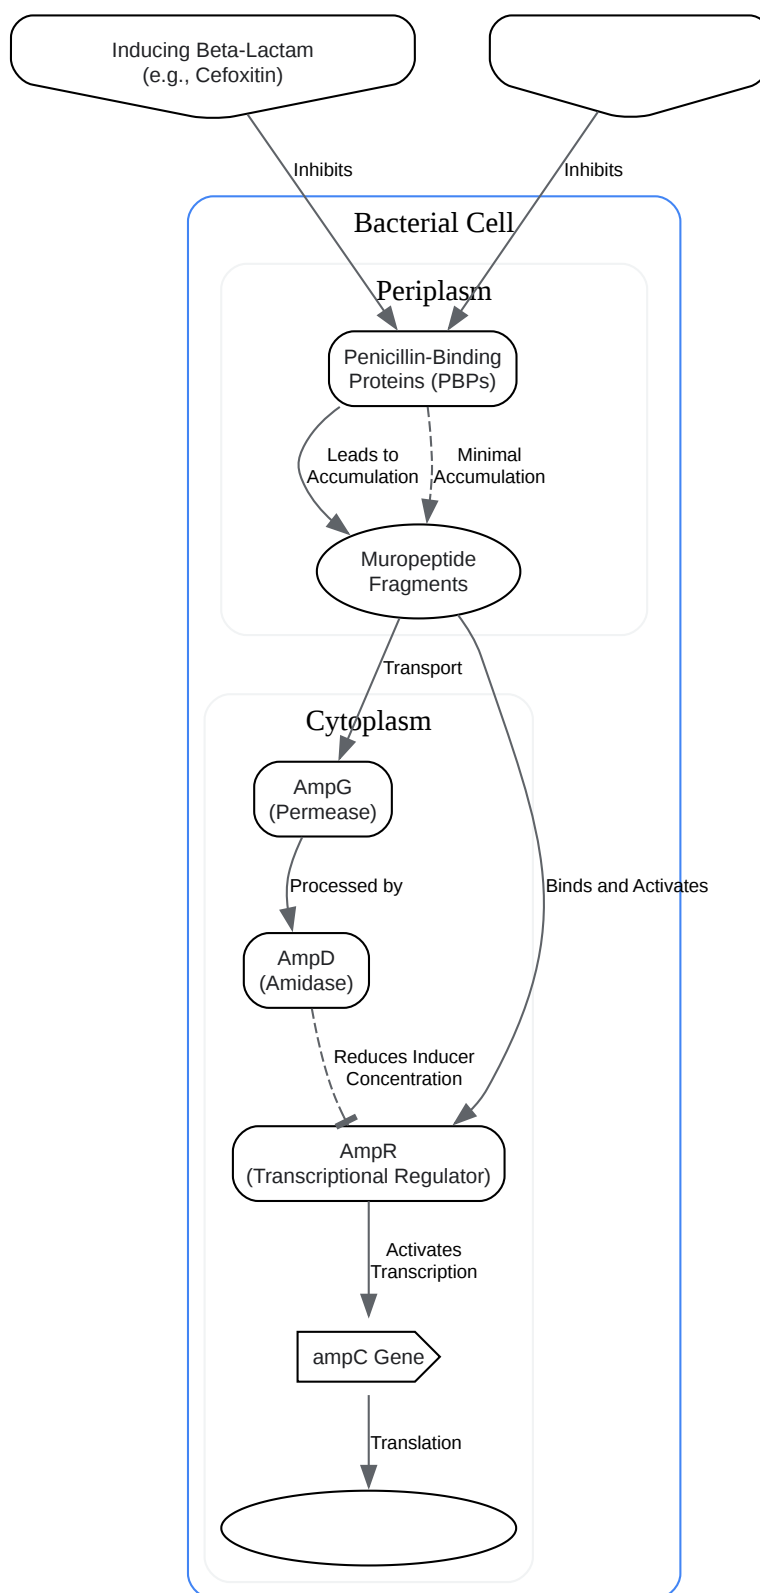 Inducing Beta-Lactam
(e.g., Cefoxitin)
Inhibits
Inhibits
Bacterial Cell
Periplasm
Penicillin-Binding
Proteins (PBPs)
Leads to
Accumulation
Minimal
Accumulation
Muropeptide
Fragments
Transport
Cytoplasm
AmpG
(Permease)
Processed by
Binds and Activates
AmpD
(Amidase)
Reduces Inducer
Concentration
AmpR
(Transcriptional Regulator)
Activates
Transcription
ampC Gene
Translation